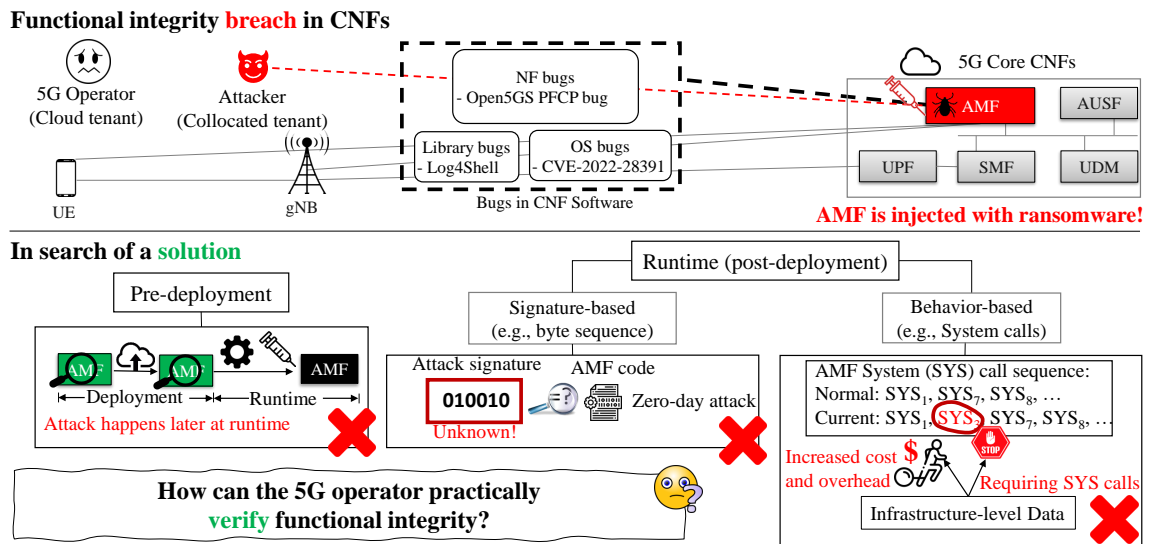 Functional integrity breach in CNFs
5G Operator
(Cloud tenant)
Attacker
(Collocated tenant)
NF bugs
- Open5GS PFCP bug
Library bugs
- Log4Shell
OS bugs
- CVE-2022-28391
Bugs in CNF Software
UE
gNB
5G Core CNFs
AMF
AUSF
UPF
SMF
UDM
AMF is injected with ransomware!
In search of a solution
Pre-deployment
AMF
AMF
AMF
Deployment
Runtime
Attack happens later at runtime
Runtime (post-deployment)
Signature-based
(e.g., byte sequence)
Attack signature
AMF code
010010
=?
Zero-day attack
Unknown!
Behavior-based
(e.g., System calls)
AMF System (SYS) call sequence:
Normal: SYS₁, SYS₇, SYS₈, …
Current: SYS₁, SYS₃, SYS₇, SYS₈, …
STOP
$
Increased cost
and overhead
Requiring SYS calls
Infrastructure-level Data
How can the 5G operator practically
verify functional integrity?
?